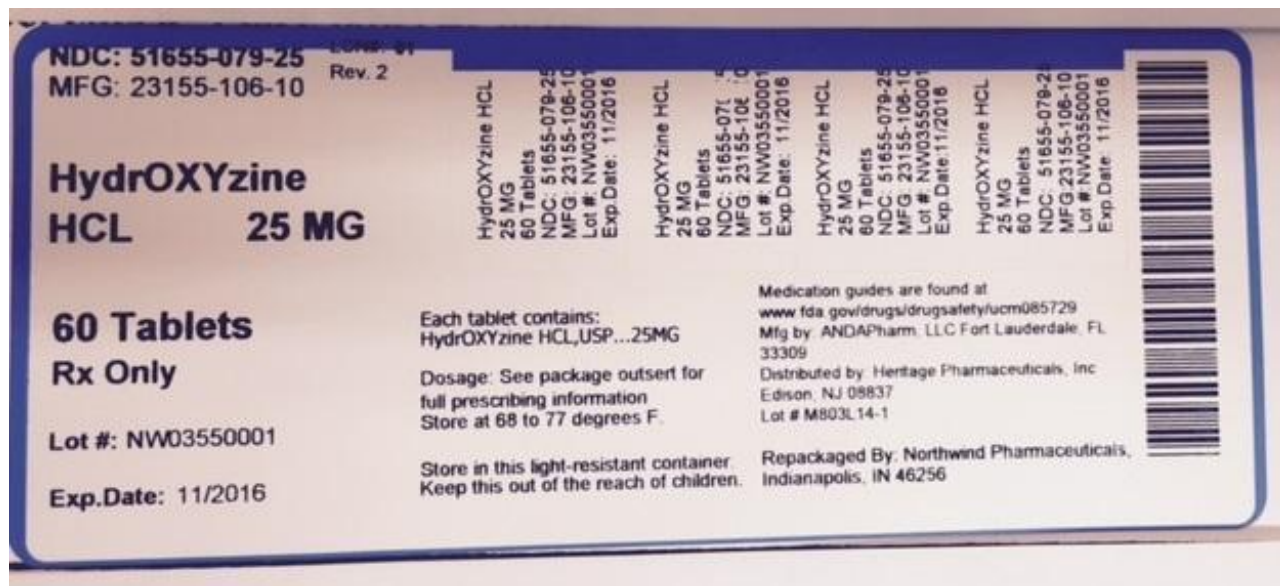 NDC: 51655-079-25
MFG: 23155-106-10
Rev. 2
HydrOXYzine
HCL 25 MG
60 Tablets
Rx Only
Lot #: NW03550001
Exp.Date: 11/2016
HydrOXYzine HCL
25 MG
60 Tablets
NDC: 51655-079-25
MFG: 23155-106-10
Lot #: NW03550001
Exp.Date: 11/2016
HydrOXYzine HCL
25 MG
60 Tablets
NDC:
MFG:
Lot #: NW03550001
Exp.Date: 11/2016
HydrOXYzine HCL
25 MG
60 Tablets
NDC: 51655-079-25
MFG: 23155-106-10
Lot #: NW03550001
Exp.Date:11/2016
HydrOXYzine HCL
25 MG
60 Tablets
NDC: 51655-079-25
MFG:23155-106-10
Lot #:NW03550001
Exp.Date: 11/2016
Each tablet contains:
HydrOXYzine HCL,USP...25MG
Dosage: See package outsert for
full prescribing information
Store at 68 to 77 degrees F.
Store in this light-resistant container.
Keep this out of the reach of children.
Medication guides are found at
www.fda.gov/drugs/drugsafety/ucm085729
Mfg by: ANDAPharm, LLC Fort Lauderdale, FL
33309
Distributed by: Heritage Pharmaceuticals, Inc
Edison, NJ 08837
Lot # M803L14-1
Repackaged By: Northwind Pharmaceuticals,
Indianapolis, IN 46256